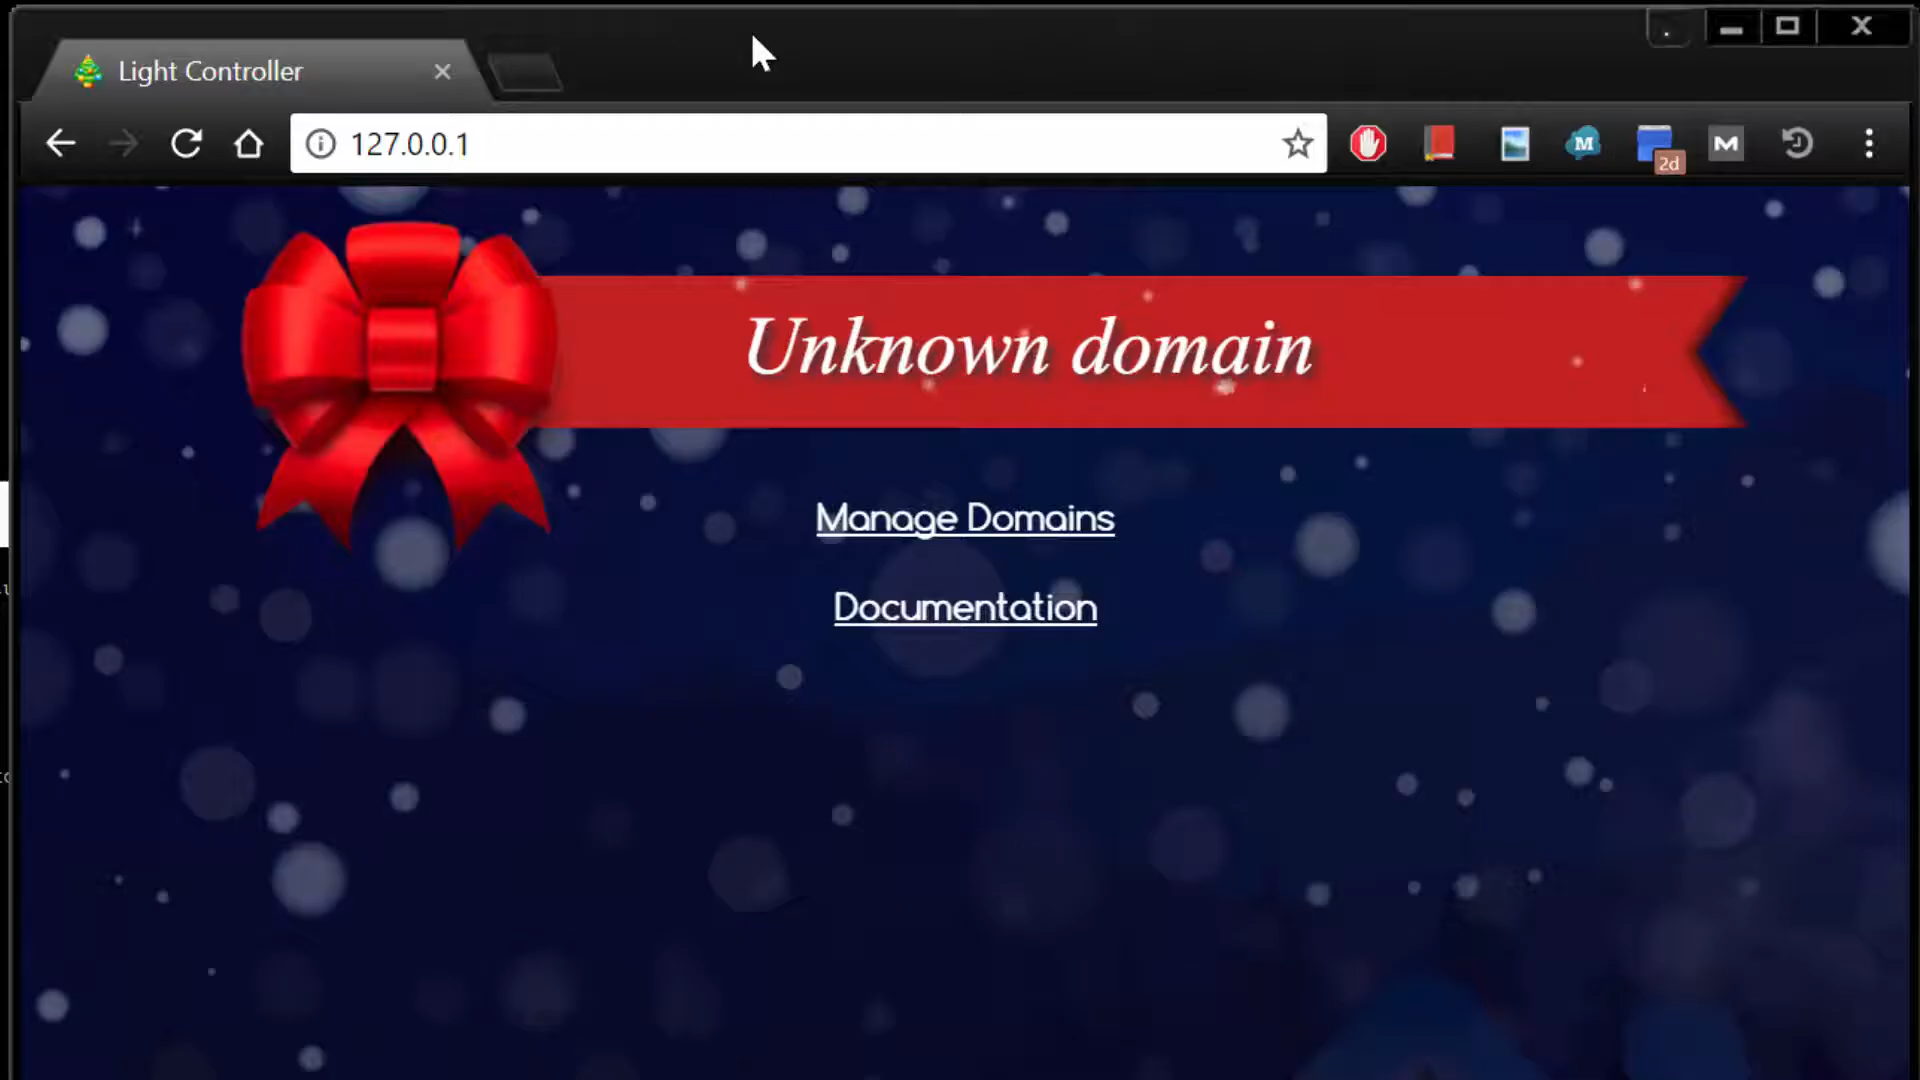 Light Controller
127.0.0.1
M
2d
M
Unknown domain
Manage Domains
Documentation